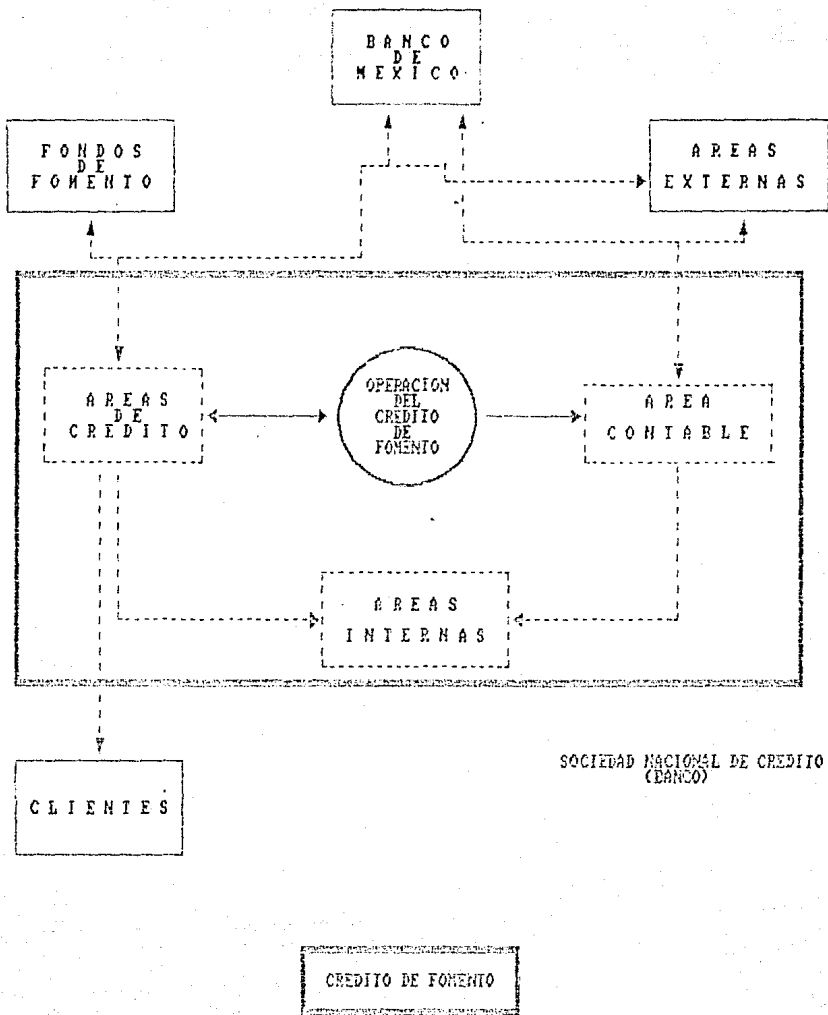 BANCO
DE
MEXICO
FONDOS
DE
FOMENTO
AREAS
EXTERNAS
AREAS
DE
CREDITO
OPERACION
DEL
CREDITO
DE
FOMENTO
AREA
CONTABLE
AREAS
INTERNAS
CLIENTES
SOCIEDAD NACIONAL DE CREDITO
(BANCO)
CREDITO DE FOMENTO